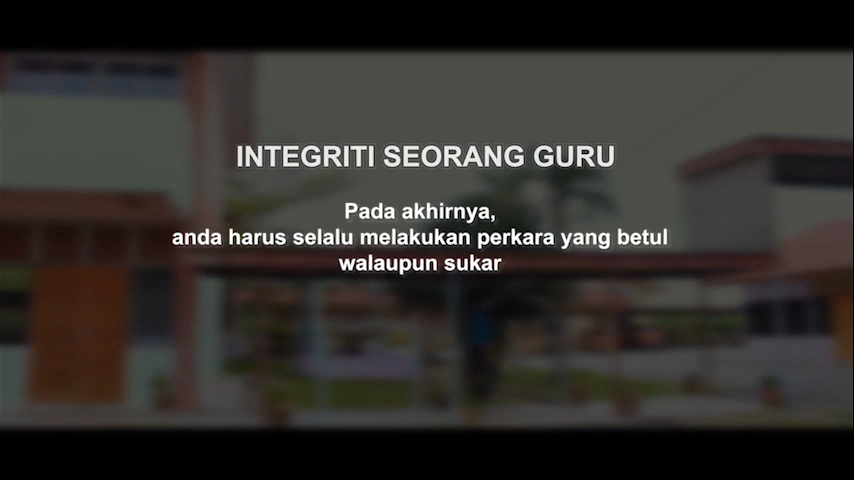 INTEGRITI SEORANG GURU
Pada akhirnya,
anda harus selalu melakukan perkara yang betul
walaupun sukar